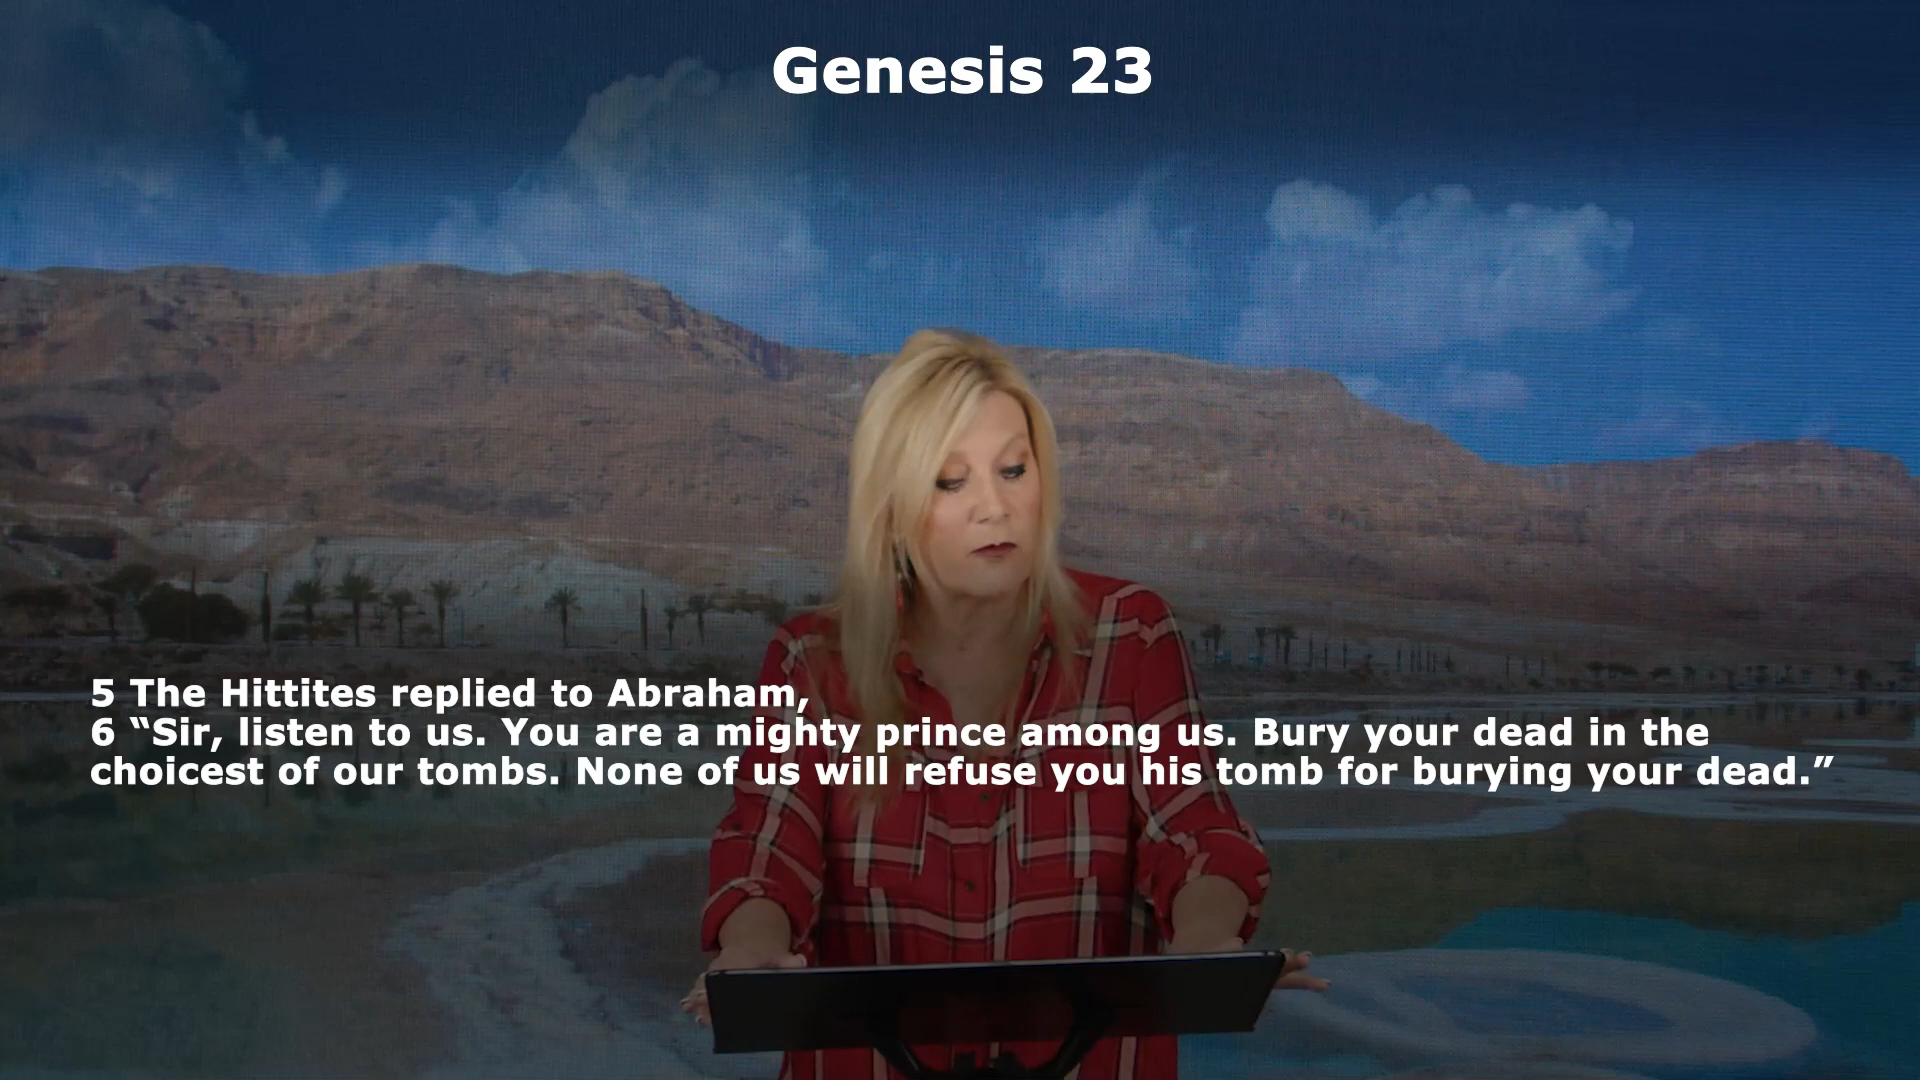 Genesis 23
5 The Hittites replied to Abraham,
6 “Sir, listen to us. You are a mighty prince among us. Bury your dead in the
choicest of our tombs. None of us will refuse you his tomb for burying your dead.”